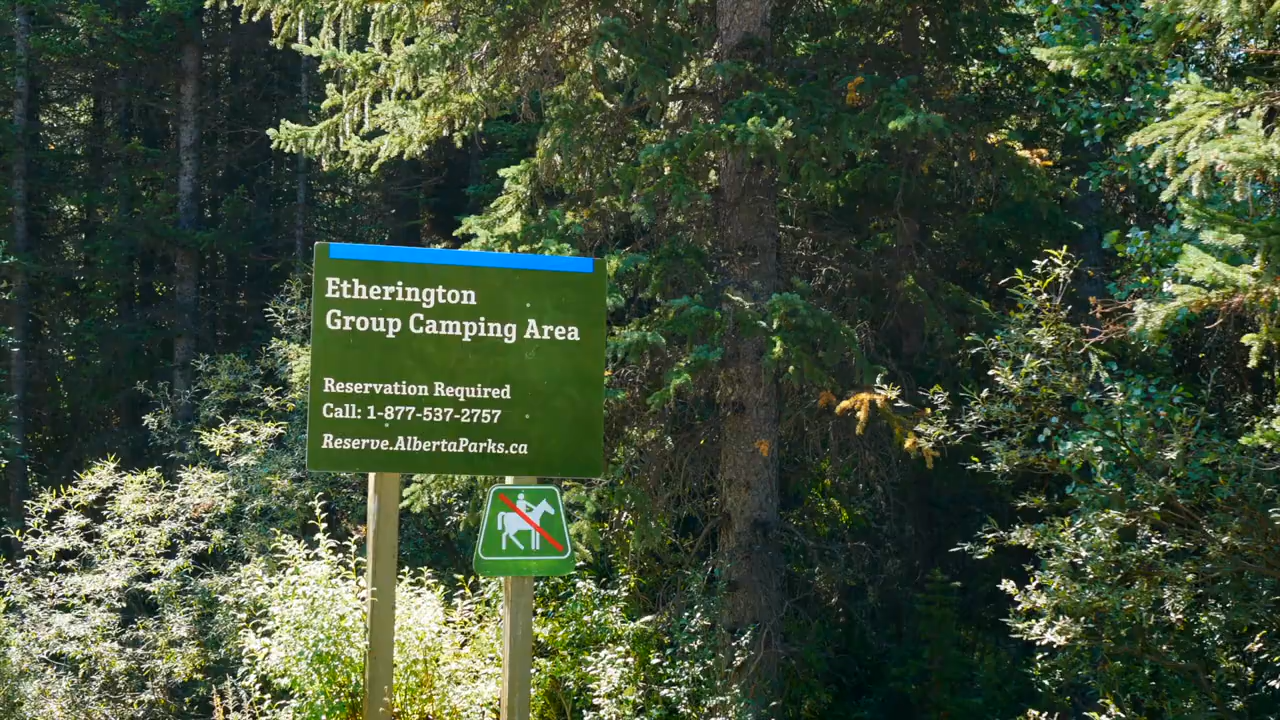 Etherington
Group Camping Area
Reservation Required
Call: 1-877-537-2757
Reserve.AlbertaParks.ca